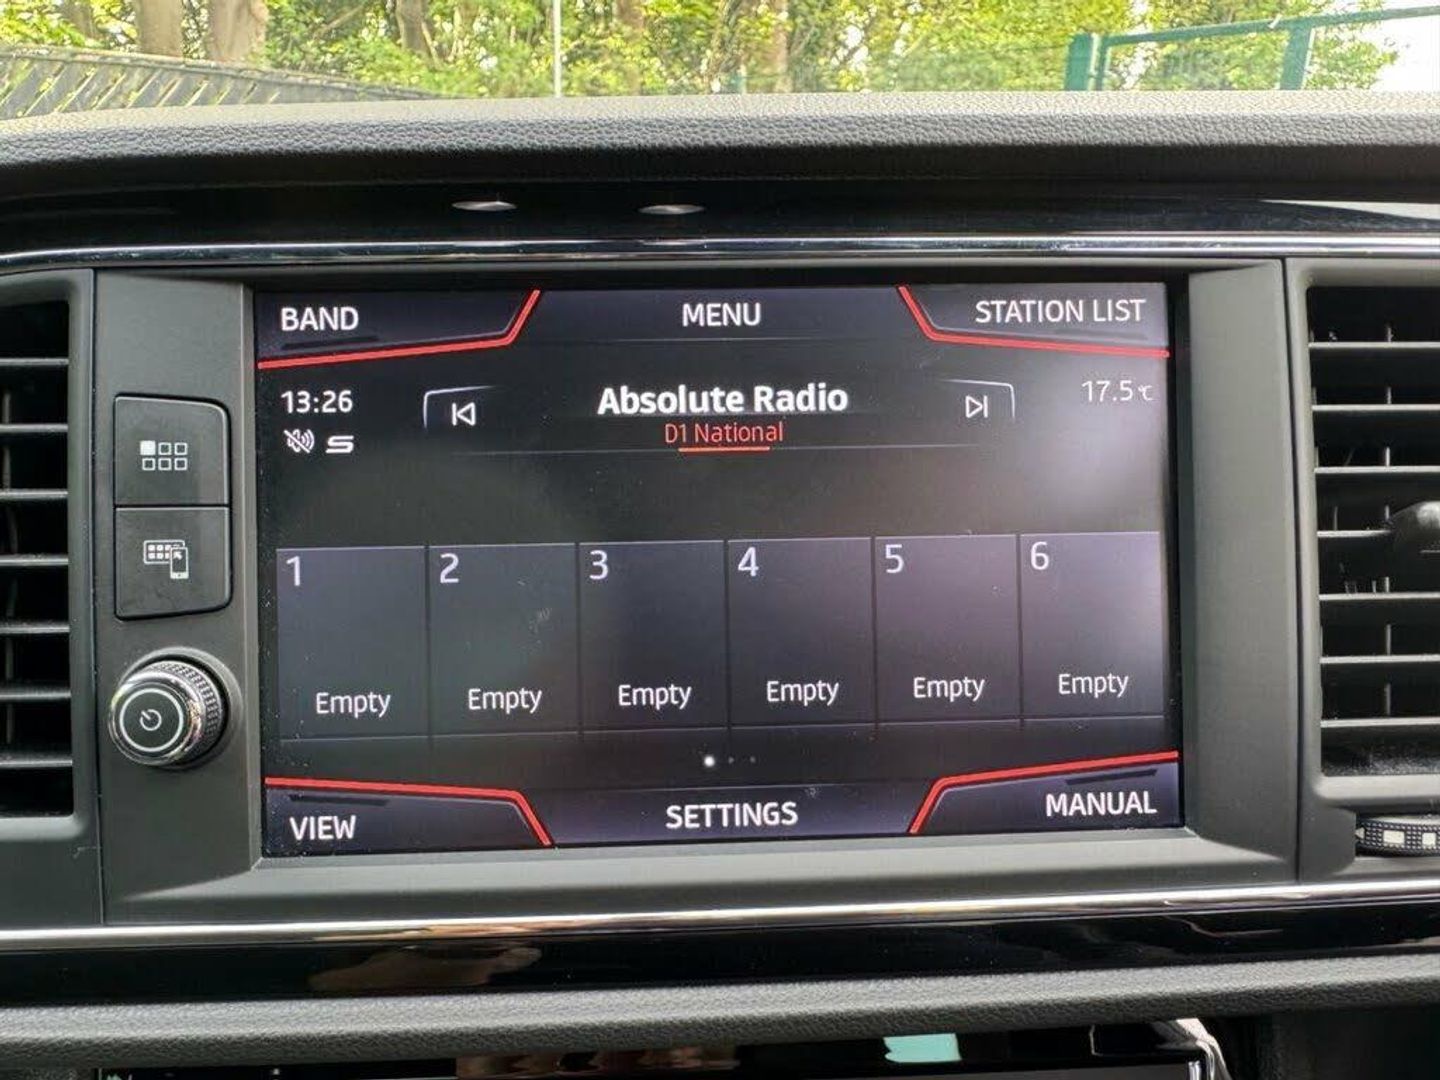 BAND
MENU
STATION LIST
13:26
Absolute Radio
17.5°C
D1 National
1
2
3
4
5
6
Empty
Empty
Empty
Empty
Empty
Empty
VIEW
SETTINGS
MANUAL